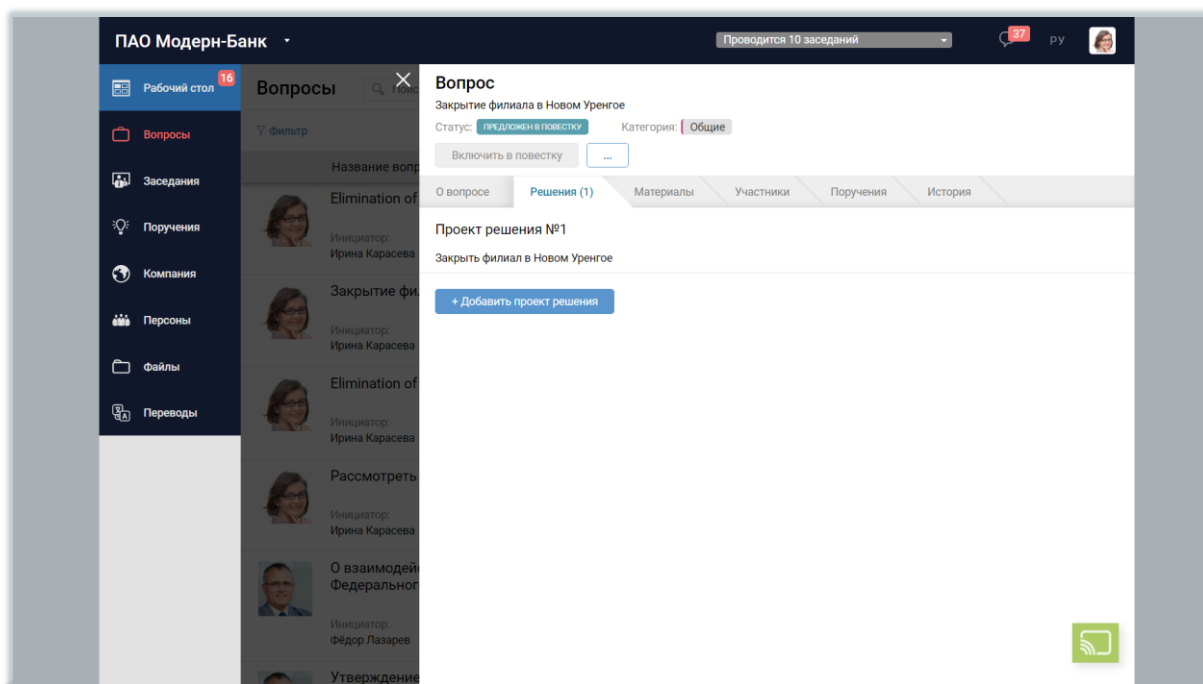 ПАО Модерн-Банк
Проводится 10 заседаний
37
РУ
Рабочий стол
16
Вопросы
Заседания
Поручения
Компания
Персоны
Файлы
Переводы
Вопросы
Поис
Фильтр
Название вопр
Elimination of
Инициатор:
Ирина Карасева
Закрытие фи
Инициатор:
Ирина Карасева
Elimination of
Инициатор:
Ирина Карасева
Рассмотреть
Инициатор:
Ирина Карасева
О взаимодей
Федеральног
Инициатор:
Фёдор Лазарев
Утверждение
Вопрос
Закрытие филиала в Новом Уренгое
Статус: ПРЕДЛОЖЕН В ПОВЕСТКУ Категория: Общие
Включить в повестку ...
О вопросе Решения (1) Материалы Участники Поручения История
Проект решения №1
Закрыть филиал в Новом Уренгое
+ Добавить проект решения